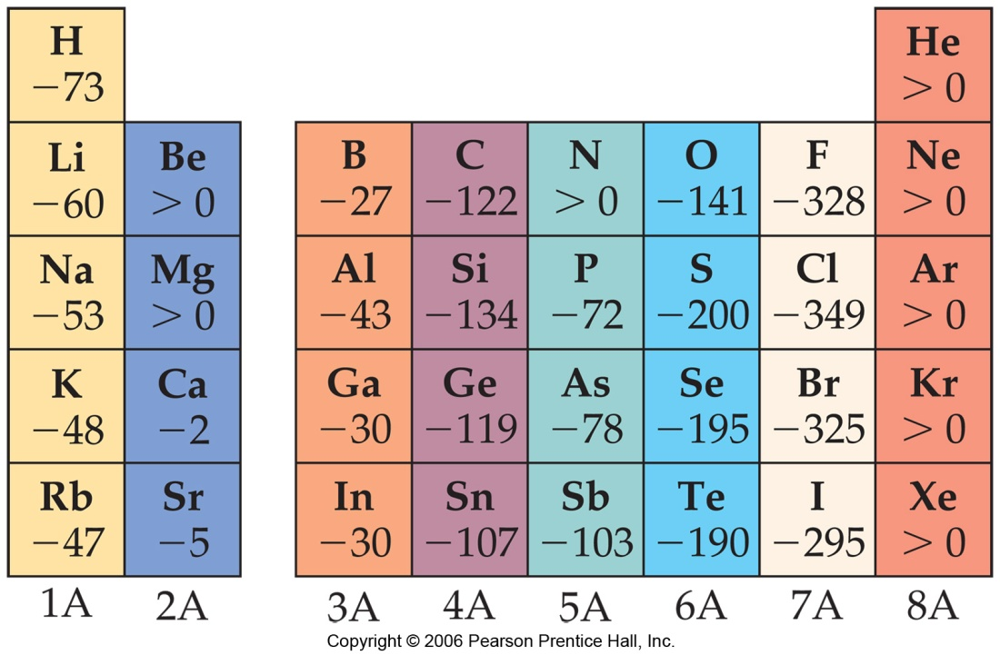 H He
−73 > 0
Li Be B C N O F Ne
−60 > 0 −27 −122 > 0 −141 −328 > 0
Na Mg Al Si P S Cl Ar
−53 > 0 −43 −134 −72 −200 −349 > 0
K Ca Ga Ge As Se Br Kr
−48 −2 −30 −119 −78 −195 −325 > 0
Rb Sr In Sn Sb Te I Xe
−47 −5 −30 −107 −103 −190 −295 > 0
1A 2A 3A 4A 5A 6A 7A 8A
Copyright © 2006 Pearson Prentice Hall, Inc.